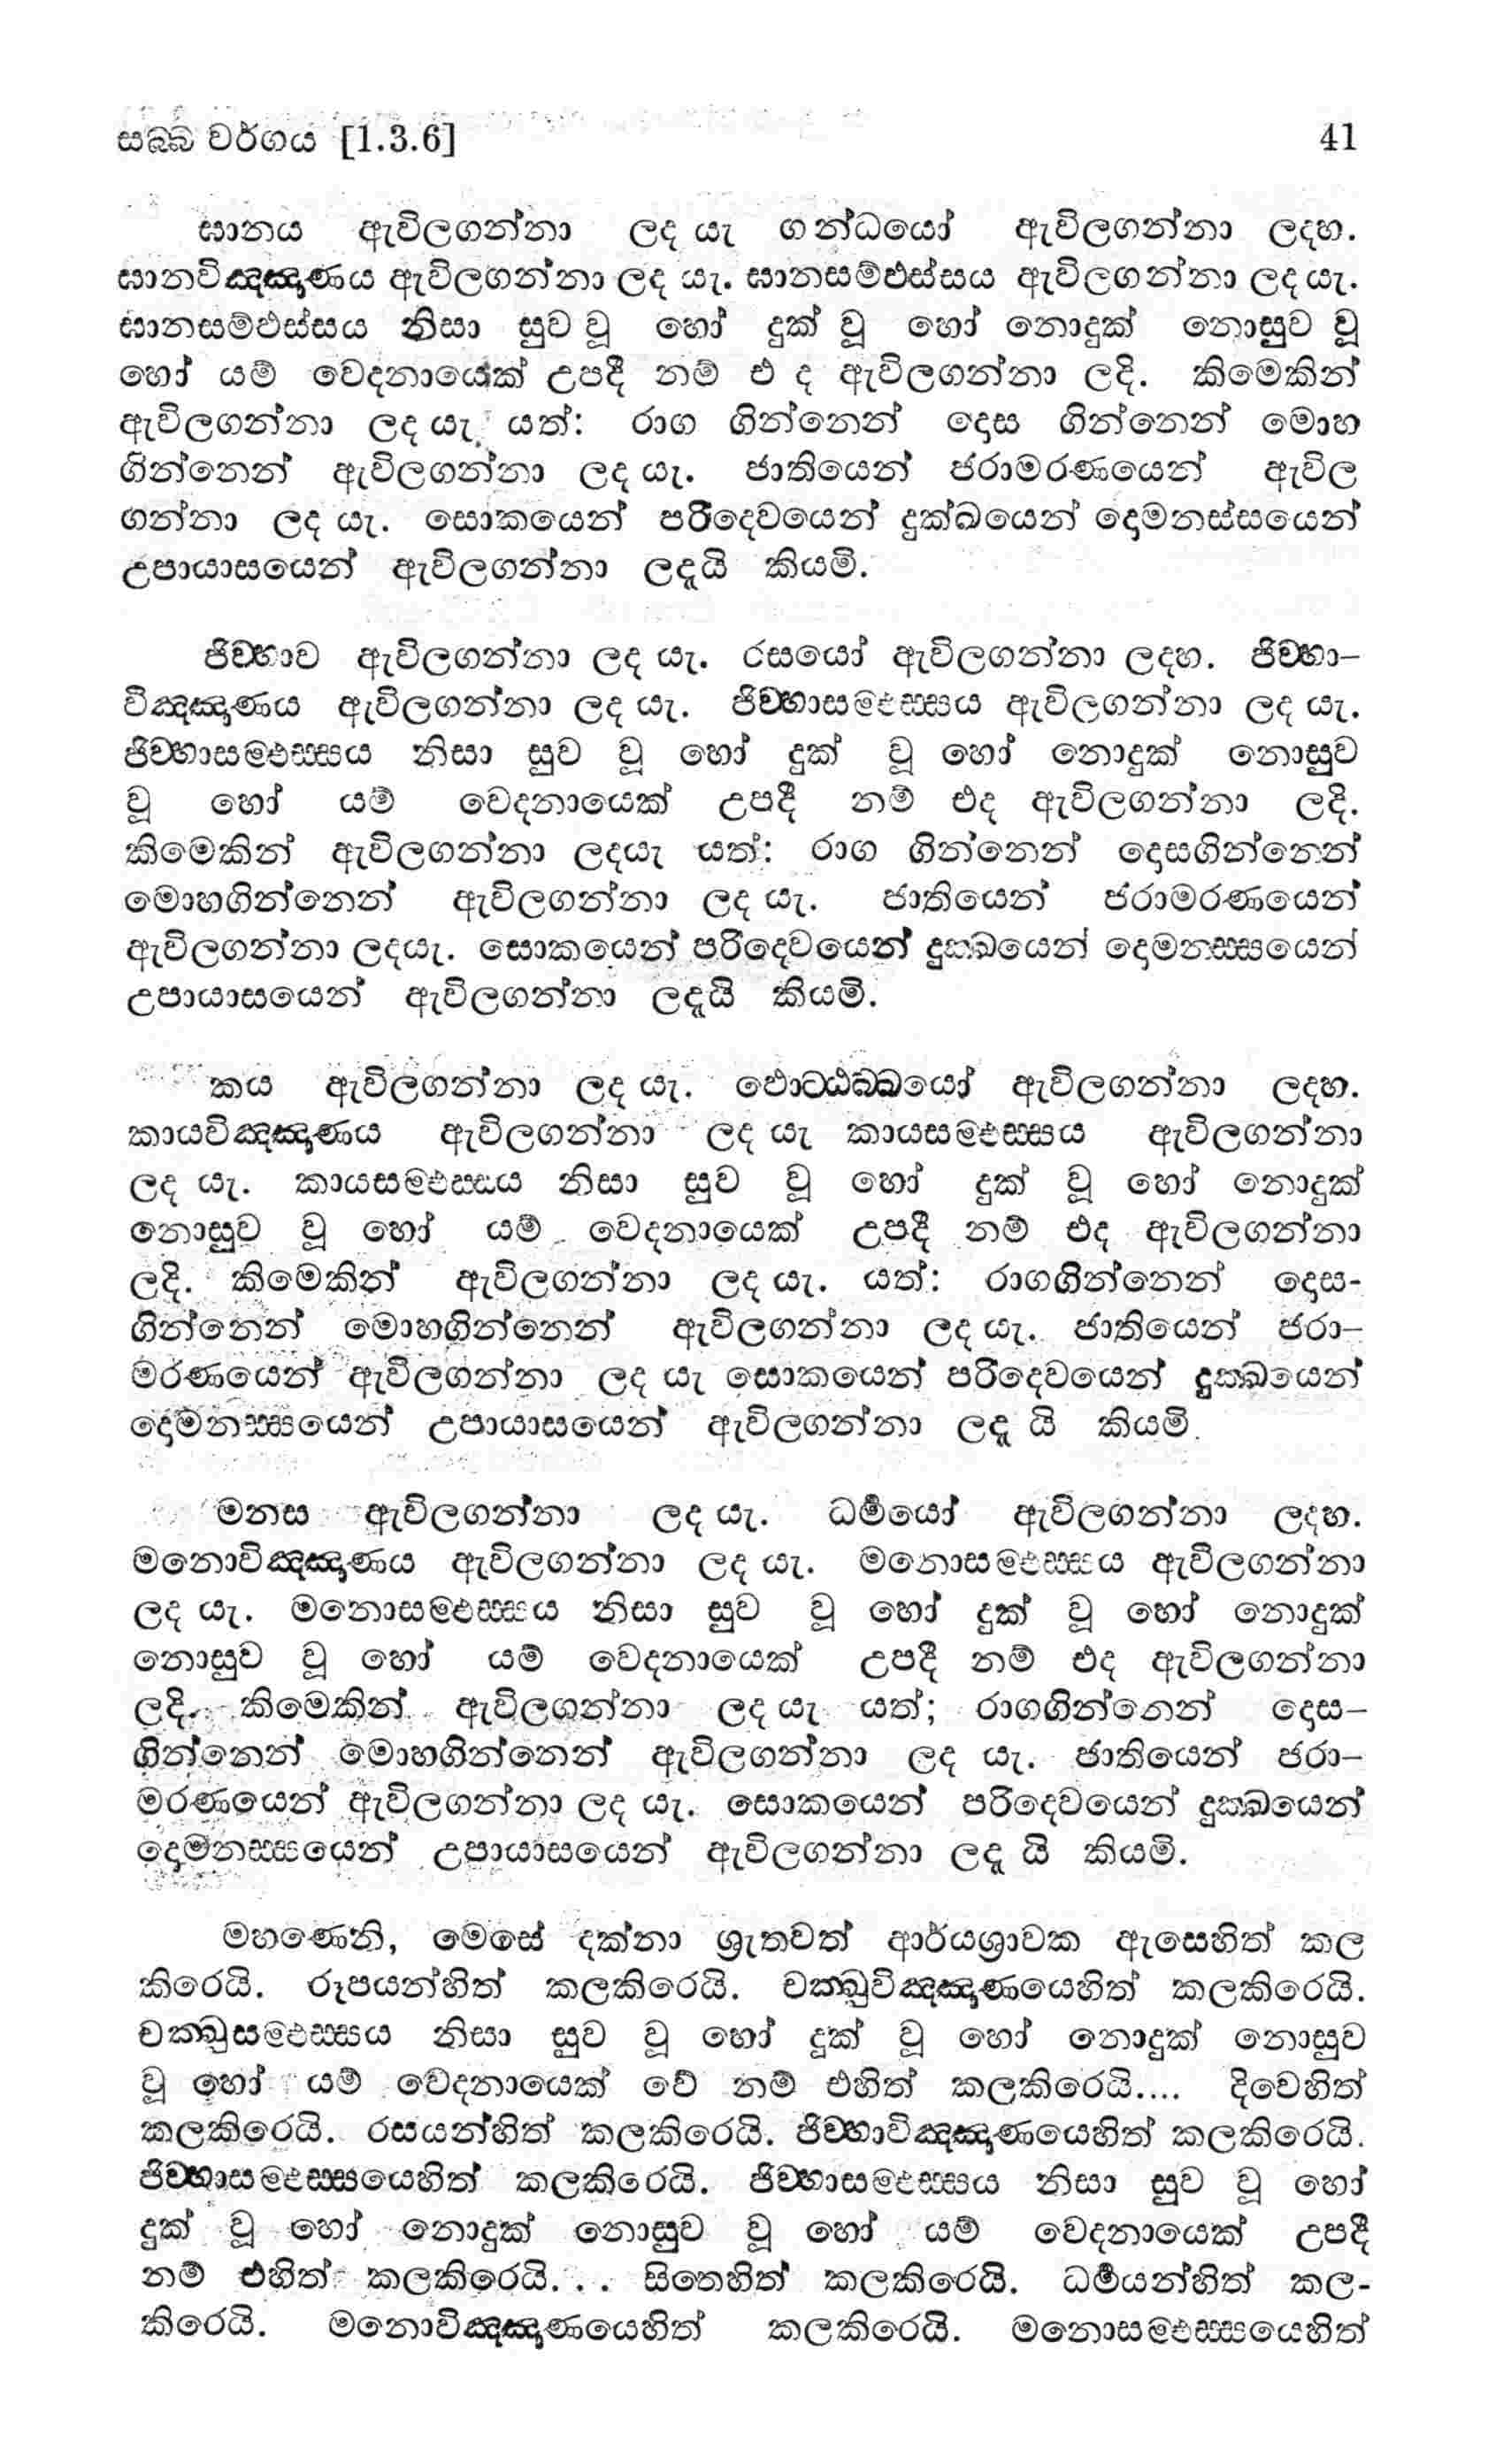 සබ්බ වර්ගය [1.3.6] 41
ඝානය ඇවිලගන්නා ලද යැ ගන්ධයෝ ඇවිලගන්නා ලදහ.
ඝානවිඤ්ඤාණය ඇවිලගන්නා ලද යැ. ඝානසම්ඵස්සය ඇවිලගන්නා ලද යැ.
ඝානසම්ඵස්සය නිසා සුව වූ හෝ දුක් වූ හෝ නොදුක් නොසුව වූ
හෝ යම් වෙදනායෙක් උපදී නම් එ ද ඇවිලගන්නා ලදි. කිමෙකින්
ඇවිලගන්නා ලද යැ යත්: රාග ගින්නෙන් දොස ගින්නෙන් මොහ
ගින්නෙන් ඇවිලගන්නා ලද යැ. ජාතියෙන් ජරාමරණයෙන් ඇවිල
ගන්නා ලද යැ. සොකයෙන් පරිදෙවයෙන් දුක්ඛයෙන් දොමනස්සයෙන්
උපායාසයෙන් ඇවිලගන්නා ලදැයි කියමි.
ජිව්හාව ඇවිලගන්නා ලද යැ. රසයෝ ඇවිලගන්නා ලදහ. ජිව්හා-
විඤ්ඤාණය ඇවිලගන්නා ලද යැ. ජිව්හාසම්ඵස්සය ඇවිලගන්නා ලද යැ.
ජිව්හාසම්ඵස්සය නිසා සුව වූ හෝ දුක් වූ හෝ නොදුක් නොසුව
වූ හෝ යම් වෙදනායෙක් උපදී නම් එද ඇවිලගන්නා ලදි.
කිමෙකින් ඇවිලගන්නා ලදයැ යත්: රාග ගින්නෙන් දොසගින්නෙන්
මොහගින්නෙන් ඇවිලගන්නා ලද යැ. ජාතියෙන් ජරාමරණයෙන්
ඇවිලගන්නා ලදයැ. සොකයෙන් පරිදෙවයෙන් දුක්ඛයෙන් දොමනස්සයෙන්
උපායාසයෙන් ඇවිලගන්නා ලදැයි කියමි.
කය ඇවිලගන්නා ලද යැ. ඵොට්ඨබ්බයෝ ඇවිලගන්නා ලදහ.
කායවිඤ්ඤාණය ඇවිලගන්නා ලද යැ කායසම්ඵස්සය ඇවිලගන්නා
ලද යැ. කායසම්ඵස්සය නිසා සුව වූ හෝ දුක් වූ හෝ නොදුක්
නොසුව වූ හෝ යම් වෙදනායෙක් උපදී නම් එද ඇවිලගන්නා
ලදි. කිමෙකින් ඇවිලගන්නා ලද යැ. යත්: රාගගින්නෙන් දොස-
ගින්නෙන් මොහගින්නෙන් ඇවිලගන්නා ලද යැ. ජාතියෙන් ජරා-
මරණයෙන් ඇවිලගන්නා ලද යැ සොකයෙන් පරිදෙවයෙන් දුක්ඛයෙන්
දොමනස්සයෙන් උපායාසයෙන් ඇවිලගන්නා ලදැ යි කියමි.
මනස ඇවිලගන්නා ලද යැ. ධර්මයෝ ඇවිලගන්නා ලදහ.
මනොවිඤ්ඤාණය ඇවිලගන්නා ලද යැ. මනොසම්ඵස්සය ඇවිලගන්නා
ලද යැ. මනොසම්ඵස්සය නිසා සුව වූ හෝ දුක් වූ හෝ නොදුක්
නොසුව වූ හෝ යම් වෙදනායෙක් උපදී නම් එද ඇවිලගන්නා
ලදි. කිමෙකින් ඇවිලගන්නා ලද යැ යත්; රාගගින්නෙන් දොස-
ගින්නෙන් මොහගින්නෙන් ඇවිලගන්නා ලද යැ. ජාතියෙන් ජරා-
මරණයෙන් ඇවිලගන්නා ලද යැ. සොකයෙන් පරිදෙවයෙන් දුක්ඛයෙන්
දොමනස්සයෙන් උපායාසයෙන් ඇවිලගන්නා ලදැ යි කියමි.
මහණෙනි, මෙසේ දක්නා ශ්‍රැතවත් ආර්යශ්‍රාවක ඇසෙහිත් කල
කිරෙයි. රූපයන්හිත් කලකිරෙයි. චක්ඛුවිඤ්ඤාණයෙහිත් කලකිරෙයි.
චක්ඛුසම්ඵස්සය නිසා සුව වූ හෝ දුක් වූ හෝ නොදුක් නොසුව
වූ හෝ යම් වෙදනායෙක් වේ නම් එහිත් කලකිරෙයි.... දිවෙහිත්
කලකිරෙයි. රසයන්හිත් කලකිරෙයි. ජිව්හාවිඤ්ඤාණයෙහිත් කලකිරෙයි.
ජිව්හාසම්ඵස්සයෙහිත් කලකිරෙයි. ජිව්හාසම්ඵස්සය නිසා සුව වූ හෝ
දුක් වූ හෝ නොදුක් නොසුව වූ හෝ යම් වෙදනායෙක් උපදී
නම් එහිත් කලකිරෙයි... සිතෙහිත් කලකිරෙයි. ධර්මයන්හිත් කල-
කිරෙයි. මනොවිඤ්ඤාණයෙහිත් කලකිරෙයි. මනොසම්ඵස්සයෙහිත්